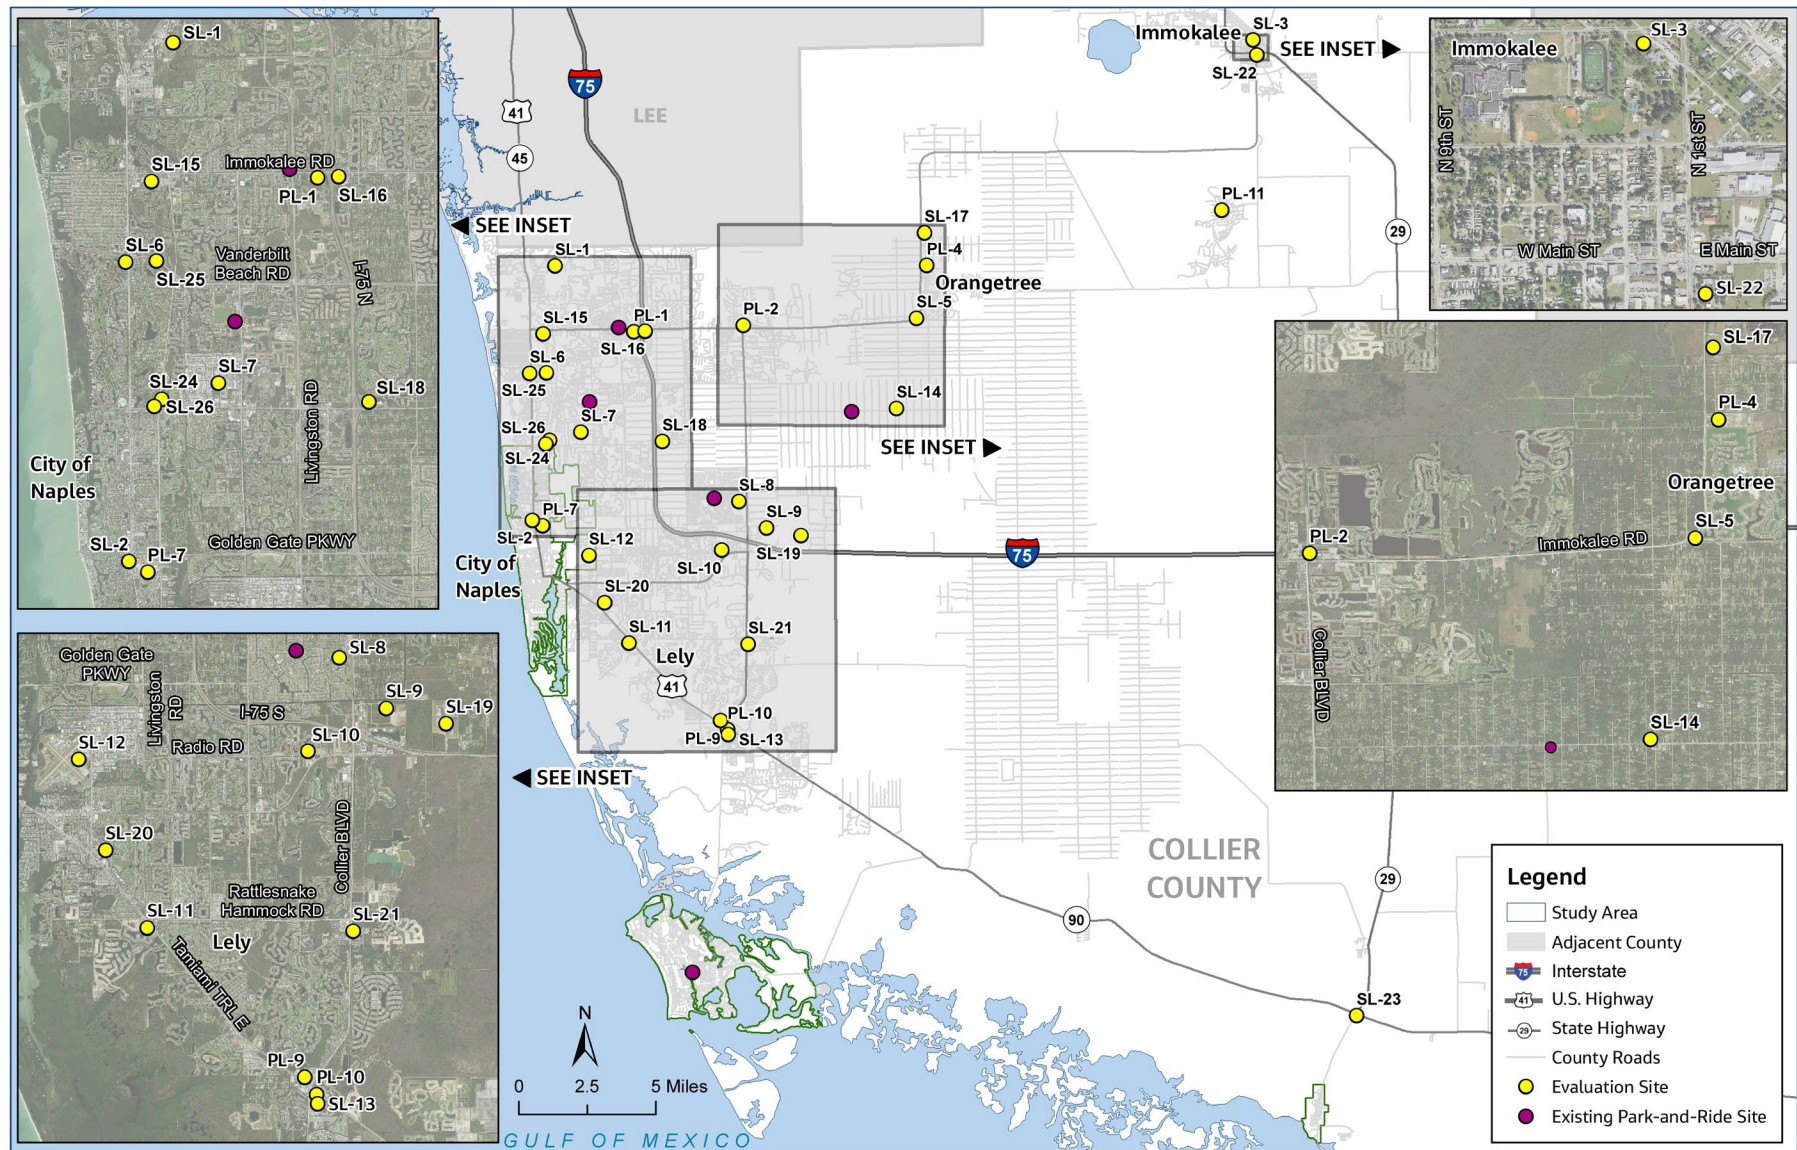 SL-1
SL-15
Immokalee RD
PL-1
SL-16
SL-6
SL-25
Vanderbilt
Beach RD
I-75 N
SL-7
SL-24
SL-26
SL-18
Livingston RD
City of
Naples
Golden Gate PKWY
SL-2
PL-7
Golden Gate
PKWY
Livingston
RD
SL-8
SL-9
SL-19
I-75 S
Radio RD
SL-10
SL-12
Collier BLVD
SL-20
Rattlesnake
Hammock RD
SL-11
SL-21
Lely
Tamiami TRL E
PL-9
PL-10
SL-13
75
41
45
LEE
SEE INSET
SL-1
SL-15
PL-1
SL-16
SL-6
SL-25
SL-7
SL-26
SL-24
SL-18
PL-7
SL-2
City of
Naples
SL-17
PL-4
Orangetree
PL-2
SL-5
SL-14
SEE INSET
SL-8
SL-9
SL-19
SL-12
SL-10
SL-20
SL-11
Lely
SL-21
41
PL-10
PL-9
SL-13
SEE INSET
75
Immokalee
SL-3
SEE INSET
SL-22
PL-11
29
COLLIER
COUNTY
90
29
SL-23
N
0 2.5 5 Miles
GULF OF MEXICO
Immokalee
SL-3
N 9th ST
N 1st ST
W Main ST
E Main ST
SL-22
SL-17
PL-4
Orangetree
SL-5
PL-2
Immokalee RD
Collier BLVD
SL-14
Legend
Study Area
Adjacent County
75 Interstate
41 U.S. Highway
29 State Highway
County Roads
Evaluation Site
Existing Park-and-Ride Site